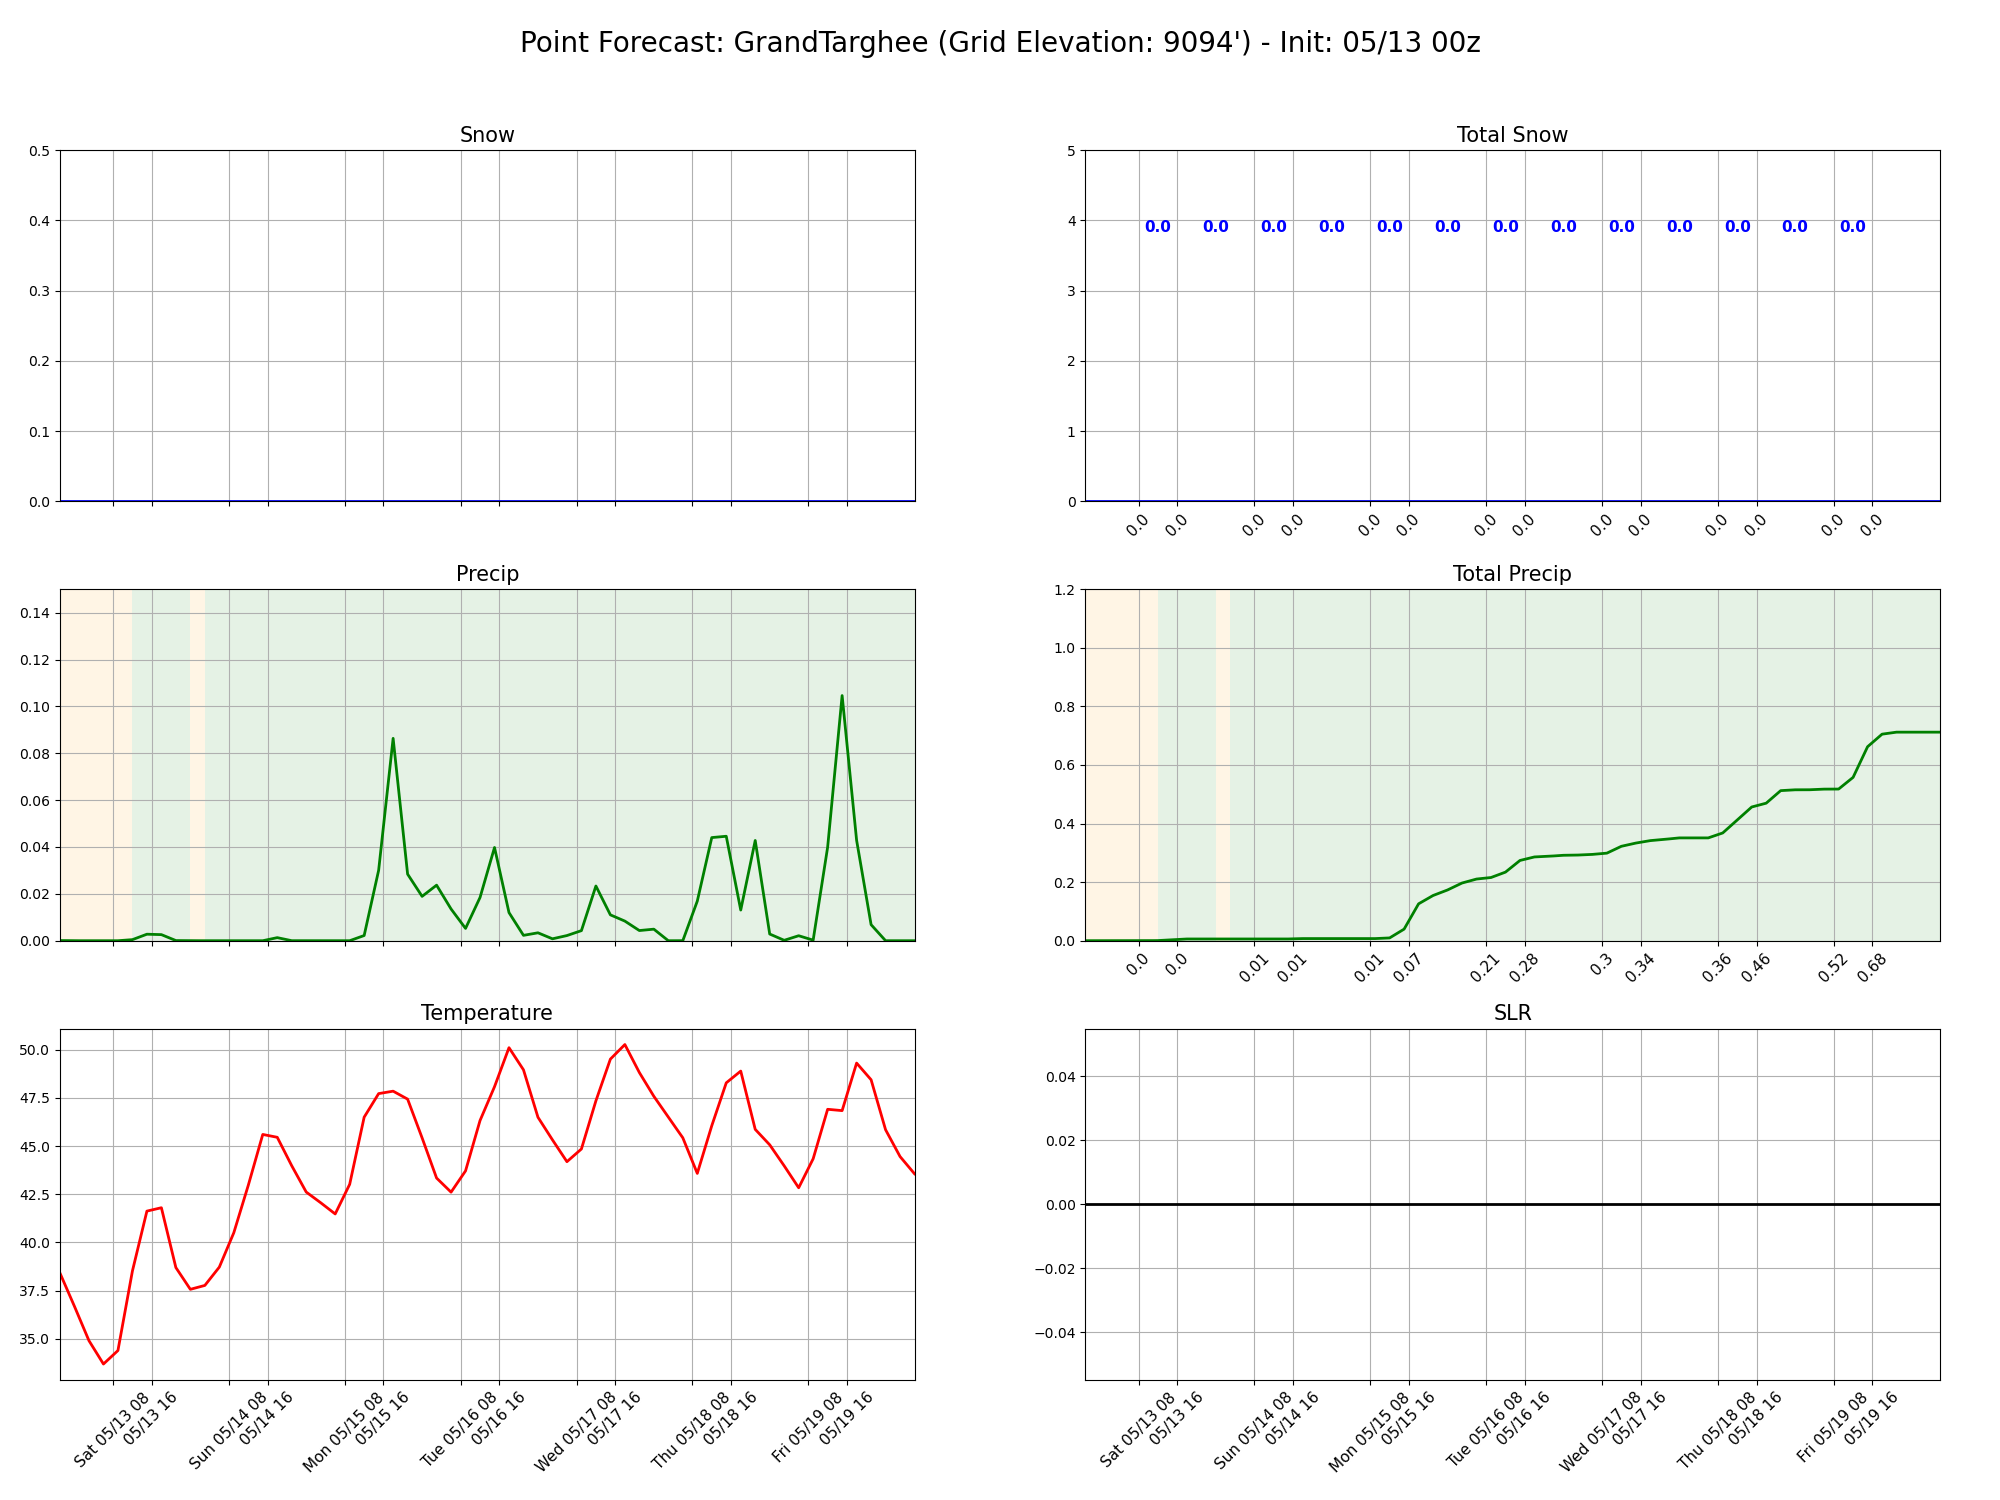 Point Forecast: GrandTarghee (Grid Elevation: 9094') - Init: 05/13 00z
Snow
0.5
0.4
0.3
0.2
0.1
0.0
Total Snow
5
4
3
2
1
0
0.0 0.0 0.0 0.0 0.0 0.0 0.0 0.0 0.0 0.0 0.0 0.0 0.0
0.0 0.0 0.0 0.0 0.0 0.0 0.0 0.0 0.0 0.0 0.0 0.0 0.0 0.0
Precip
0.14
0.12
0.10
0.08
0.06
0.04
0.02
0.00
Total Precip
1.2
1.0
0.8
0.6
0.4
0.2
0.0
0.0 0.0 0.01 0.01 0.01 0.07 0.21 0.28 0.3 0.34 0.36 0.46 0.52 0.68
Temperature
50.0
47.5
45.0
42.5
40.0
37.5
35.0
Sat 05/13 08
05/13 16
Sun 05/14 08
05/14 16
Mon 05/15 08
05/15 16
Tue 05/16 08
05/16 16
Wed 05/17 08
05/17 16
Thu 05/18 08
05/18 16
Fri 05/19 08
05/19 16
SLR
0.04
0.02
0.00
−0.02
−0.04
Sat 05/13 08
05/13 16
Sun 05/14 08
05/14 16
Mon 05/15 08
05/15 16
Tue 05/16 08
05/16 16
Wed 05/17 08
05/17 16
Thu 05/18 08
05/18 16
Fri 05/19 08
05/19 16